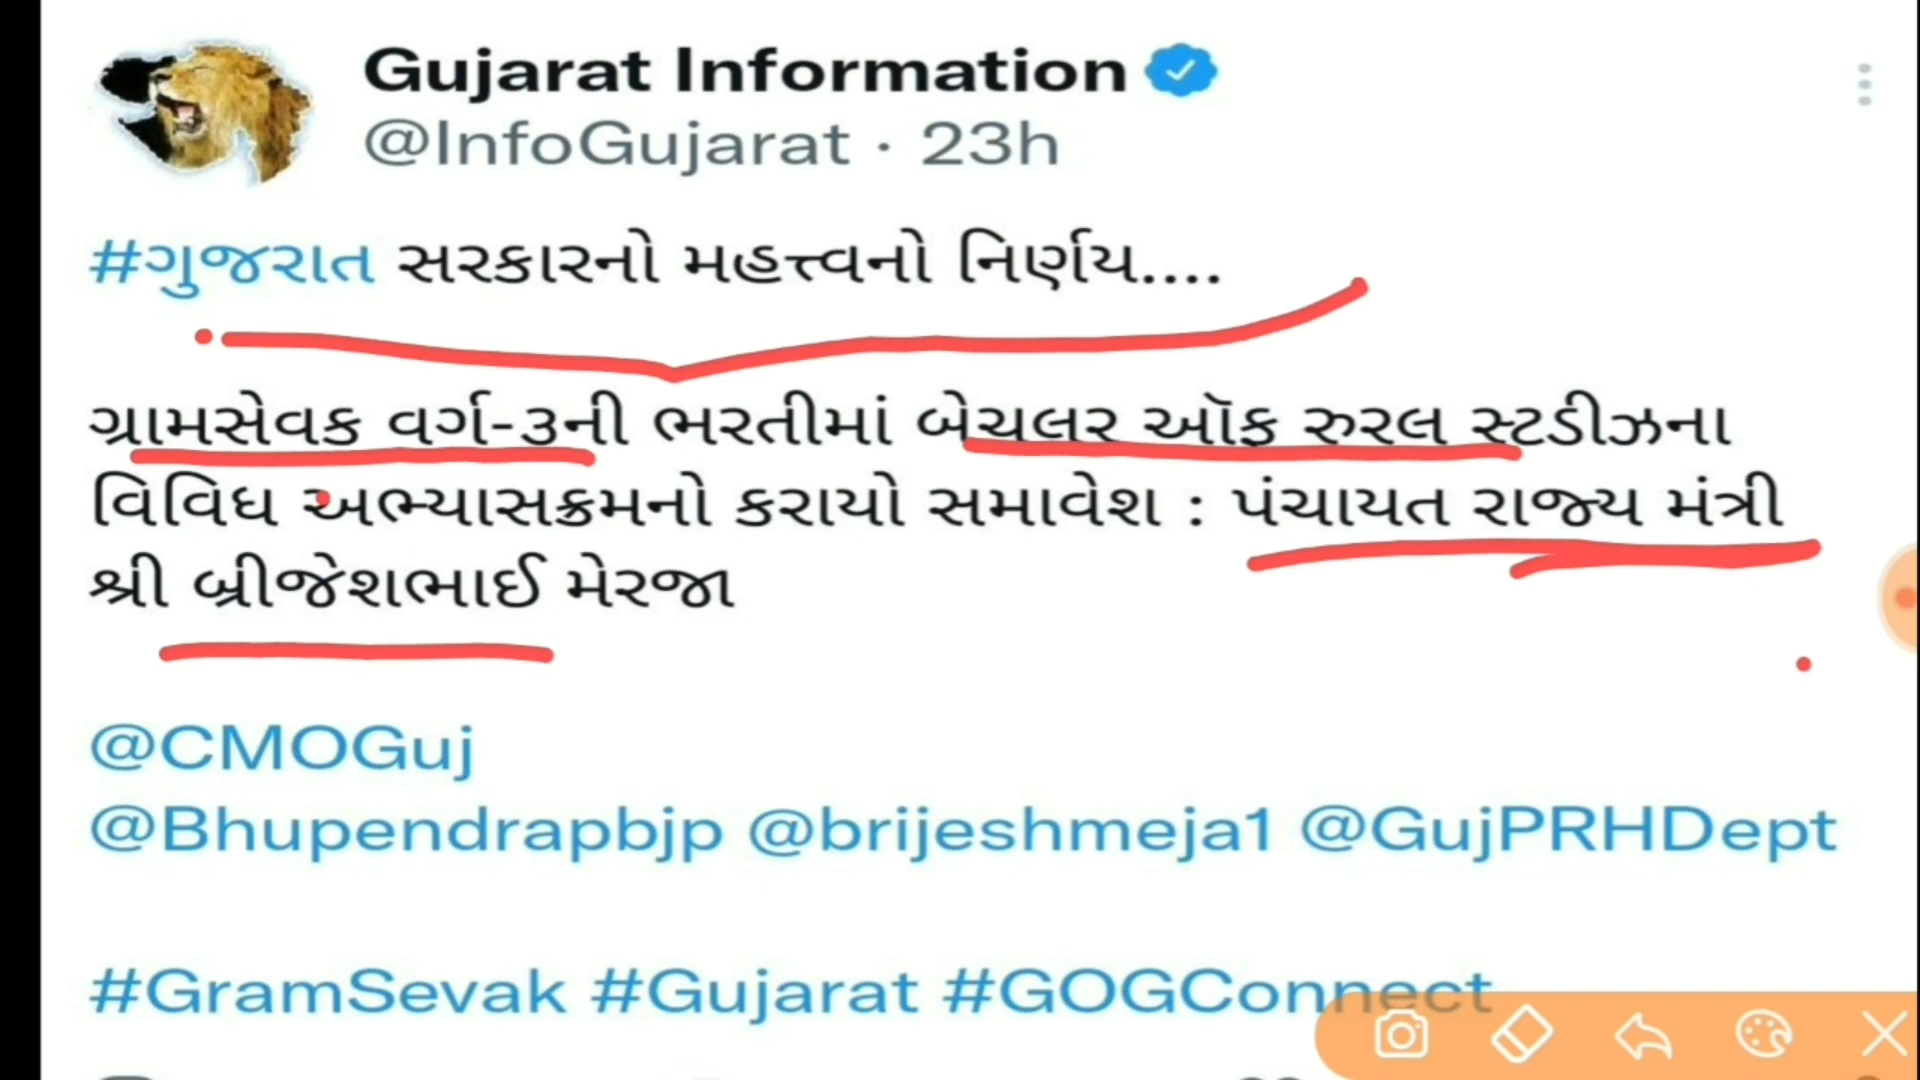 Gujarat Information
@InfoGujarat · 23h
#ગુજરાત સરકારનો મહત્ત્વનો નિર્ણય....
ગ્રામસેવક વર્ગ-૩ની ભરતીમાં બેચલર ઑફ રુરલ સ્ટડીઝના
વિવિધ અભ્યાસક્રમનો કરાયો સમાવેશ : પંચાયત રાજ્ય મંત્રી
શ્રી બ્રીજેશભાઈ મેરજા
@CMOGuj
@Bhupendrapbjp @brijeshmeja1 @GujPRHDept
#GramSevak #Gujarat #GOGConnect